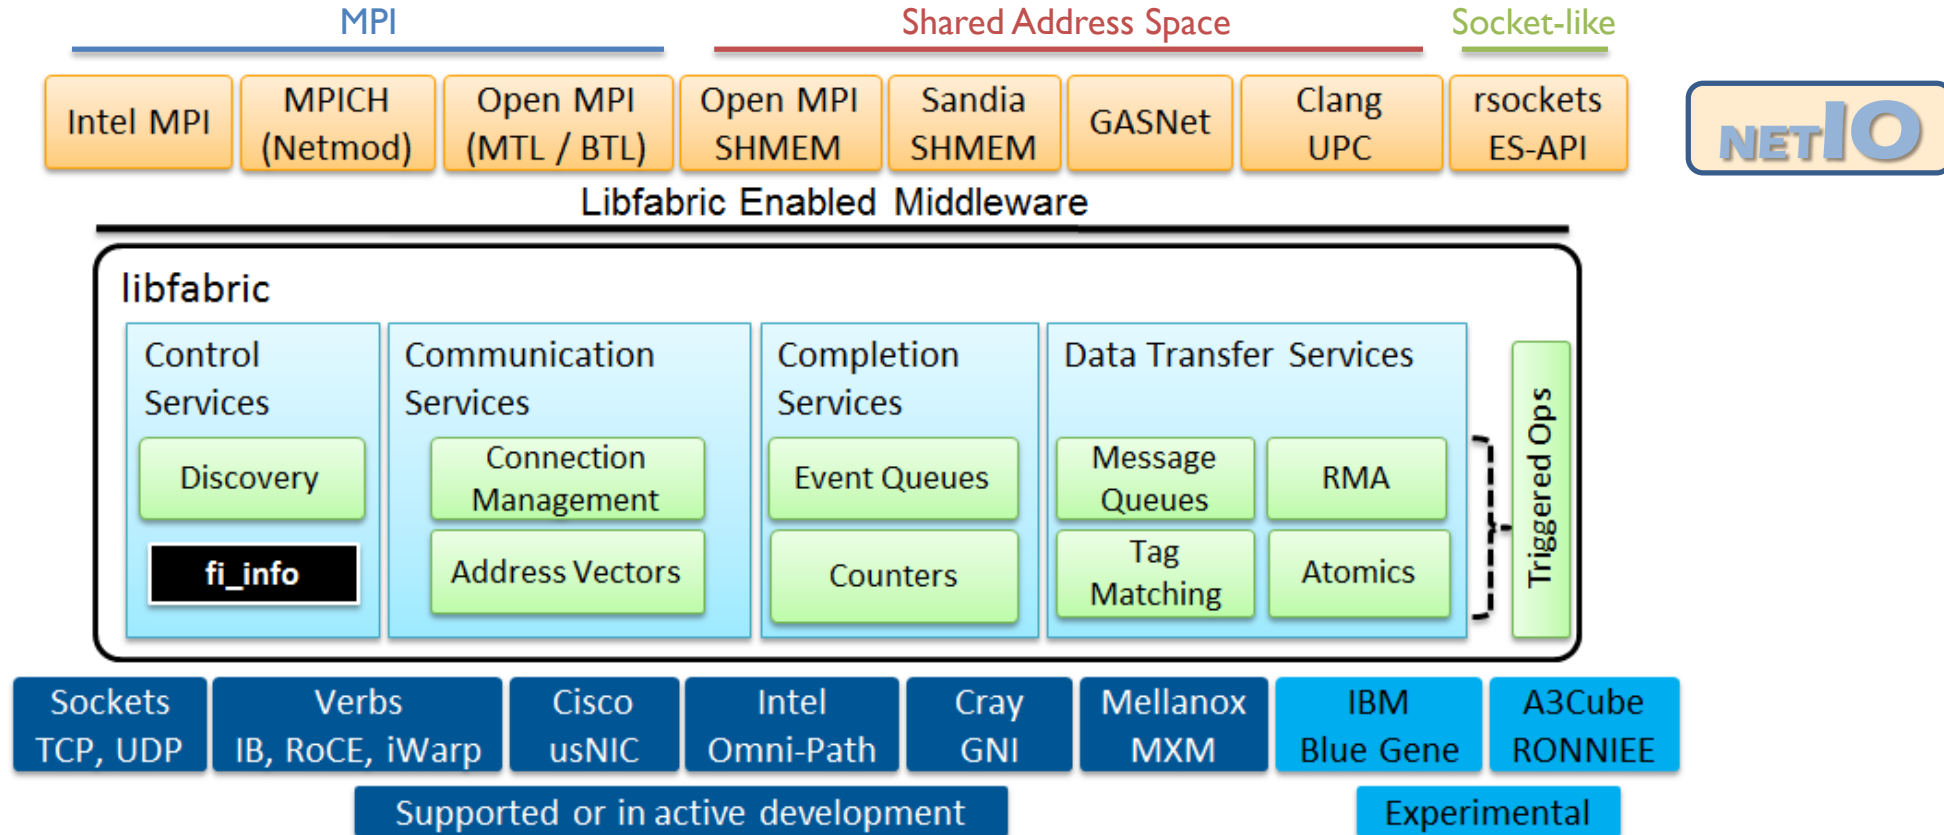 MPI
Shared Address Space
Socket-like
Intel MPI
MPICH
(Netmod)
Open MPI
(MTL / BTL)
Open MPI
SHMEM
Sandia
SHMEM
GASNet
Clang
UPC
rsockets
ES-API
NETIO
Libfabric Enabled Middleware
libfabric
Control
Services
Discovery
fi_info
Communication
Services
Connection
Management
Address Vectors
Completion
Services
Event Queues
Counters
Data Transfer Services
Message
Queues
RMA
Tag
Matching
Atomics
Triggered Ops
Sockets
TCP, UDP
Verbs
IB, RoCE, iWarp
Cisco
usNIC
Intel
Omni-Path
Cray
GNI
Mellanox
MXM
IBM
Blue Gene
A3Cube
RONNIEE
Supported or in active development
Experimental